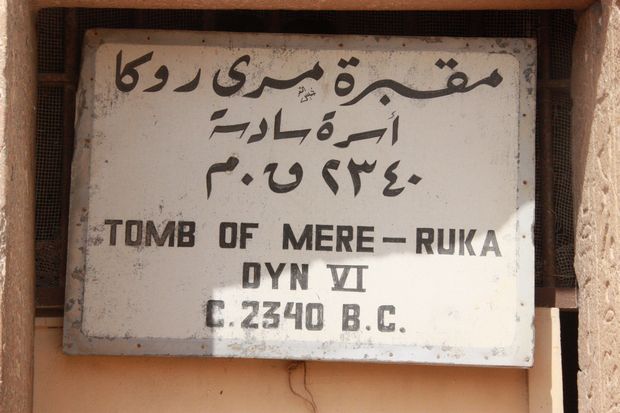 مقبرة مرى روكا
أسرة سادسة
٢٣٤٠ ق.م
TOMB OF MERE-RUKA
DYN VI
C. 2340 B.C.